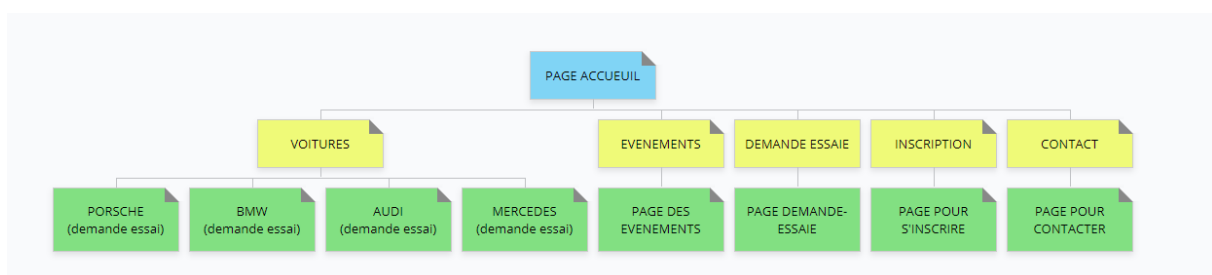 PAGE ACCUEUIL
VOITURES
EVENEMENTS
DEMANDE ESSAIE
INSCRIPTION
CONTACT
PORSCHE
(demande essai)
BMW
(demande essai)
AUDI
(demande essai)
MERCEDES
(demande essai)
PAGE DES
EVENEMENTS
PAGE DEMANDE-
ESSAIE
PAGE POUR
S'INSCRIRE
PAGE POUR
CONTACTER